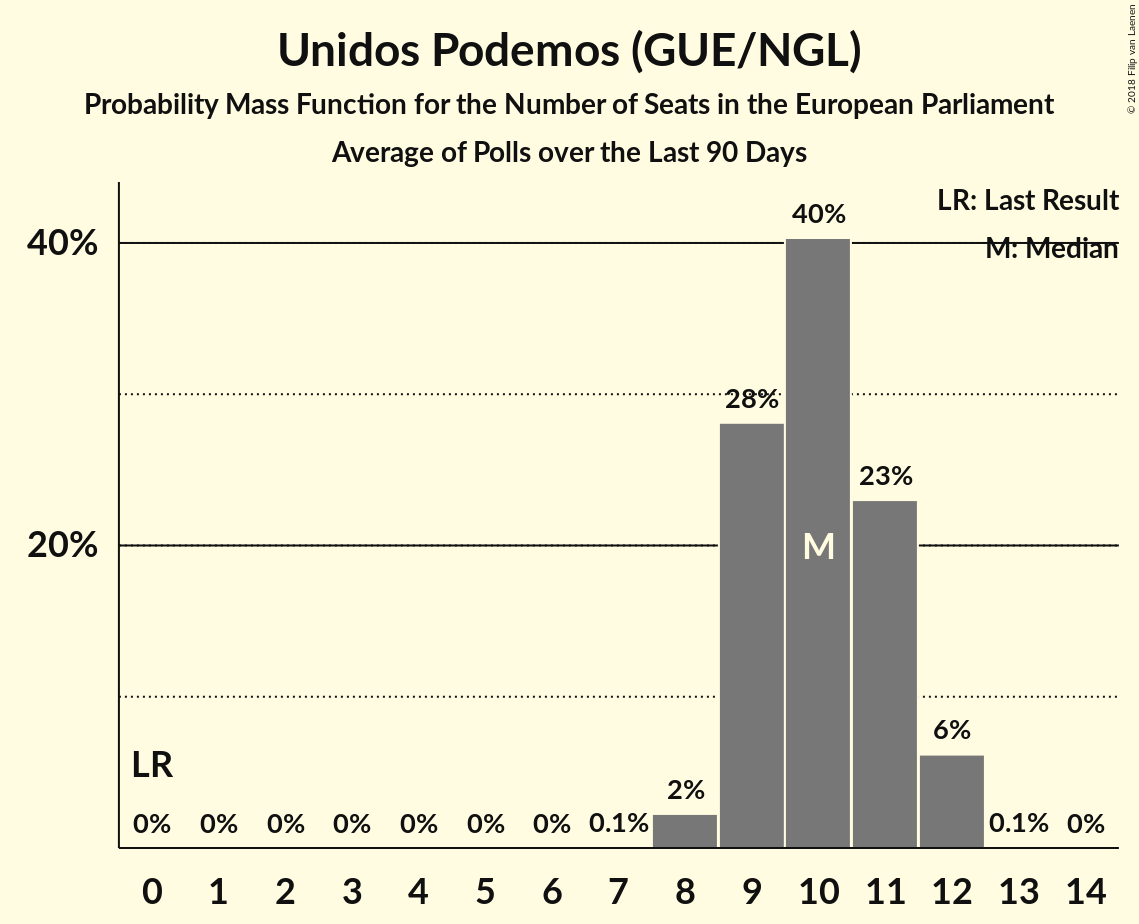 Unidos Podemos (GUE/NGL)
Probability Mass Function for the Number of Seats in the European Parliament
Average of Polls over the Last 90 Days
© 2018 Filip van Laenen
LR: Last Result
M: Median
40%
20%
40%
28%
23%
M
6%
2%
LR
0% 0% 0% 0% 0% 0% 0% 0.1% 0.1% 0%
0 1 2 3 4 5 6 7 8 9 10 11 12 13 14